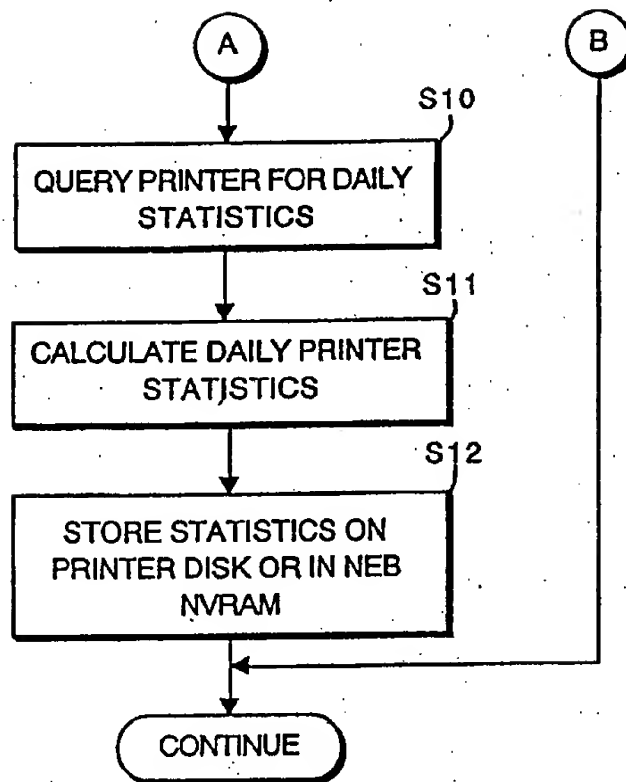 A
B
S10
QUERY PRINTER FOR DAILY
STATISTICS
S11
CALCULATE DAILY PRINTER
STATISTICS
S12
STORE STATISTICS ON
PRINTER DISK OR IN NEB
NVRAM
CONTINUE